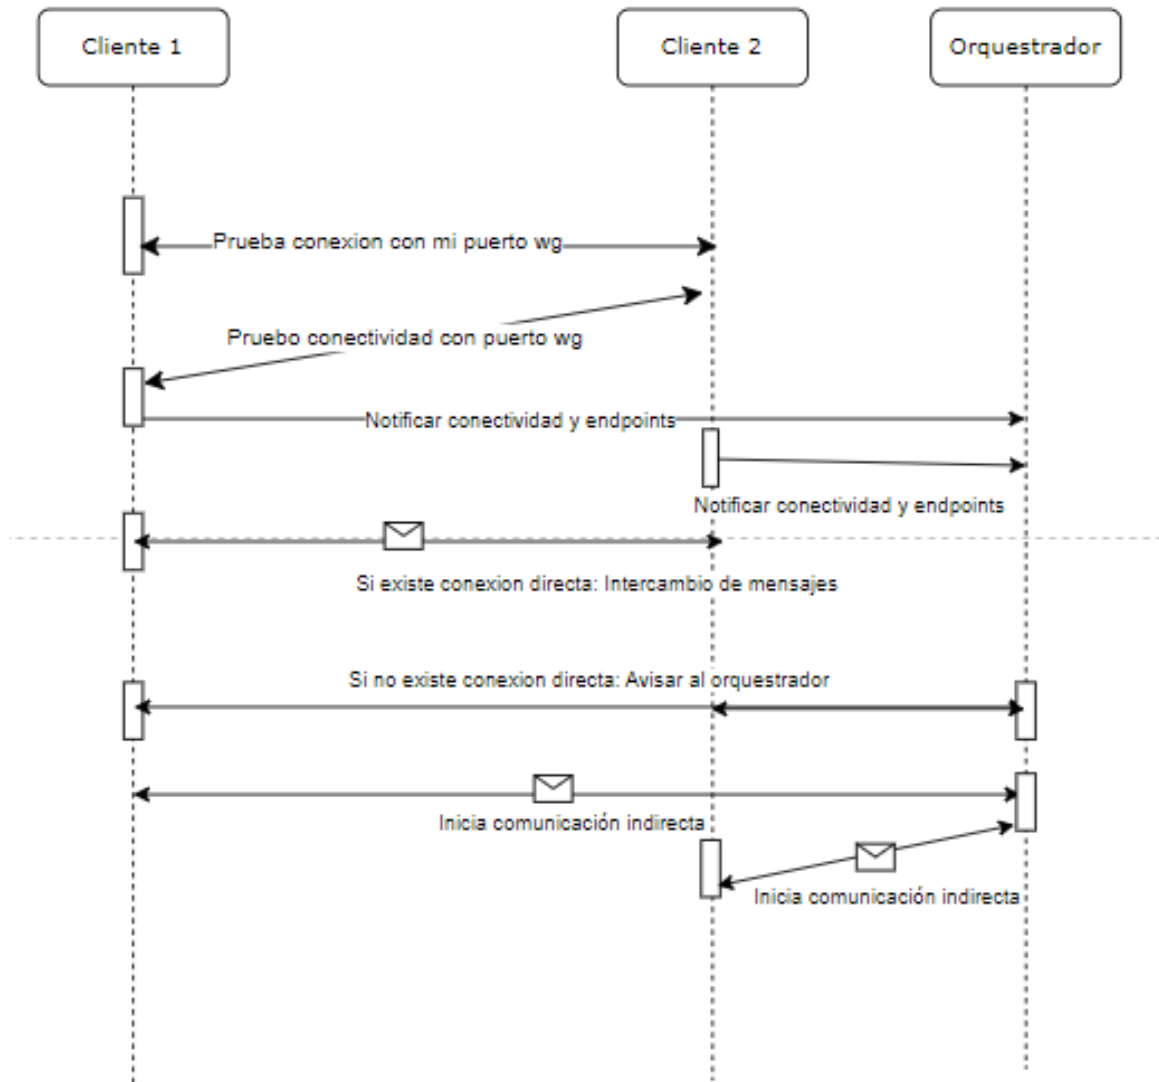 Cliente 1
Cliente 2
Orquestrador
Prueba conexion con mi puerto wg
Pruebo conectividad con puerto wg
Notificar conectividad y endpoints
Notificar conectividad y endpoints
Si existe conexion directa: Intercambio de mensajes
Si no existe conexion directa: Avisar al orquestrador
Inicia comunicación indirecta
Inicia comunicación indirecta